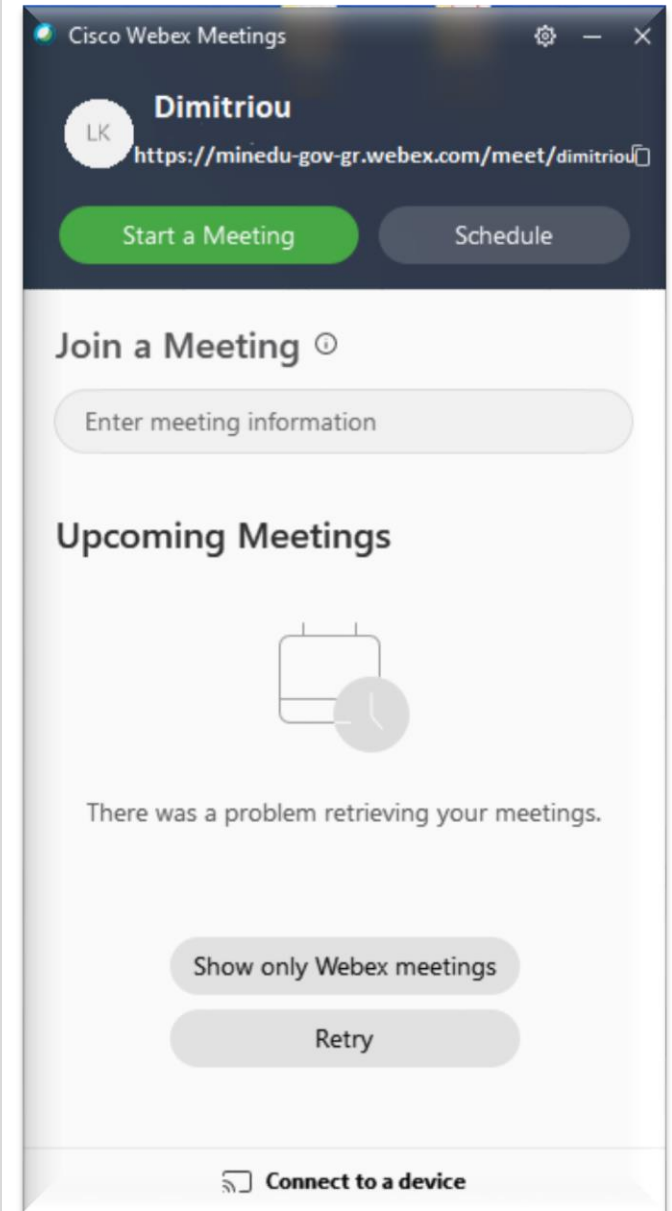 Cisco Webex Meetings
Dimitriou
LK
https://minedu-gov-gr.webex.com/meet/dimitriou
Start a Meeting
Schedule
Join a Meeting
Enter meeting information
Upcoming Meetings
There was a problem retrieving your meetings.
Show only Webex meetings
Retry
Connect to a device